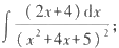 ∫ (2x+4)dx / (x²+4x+5)² ;